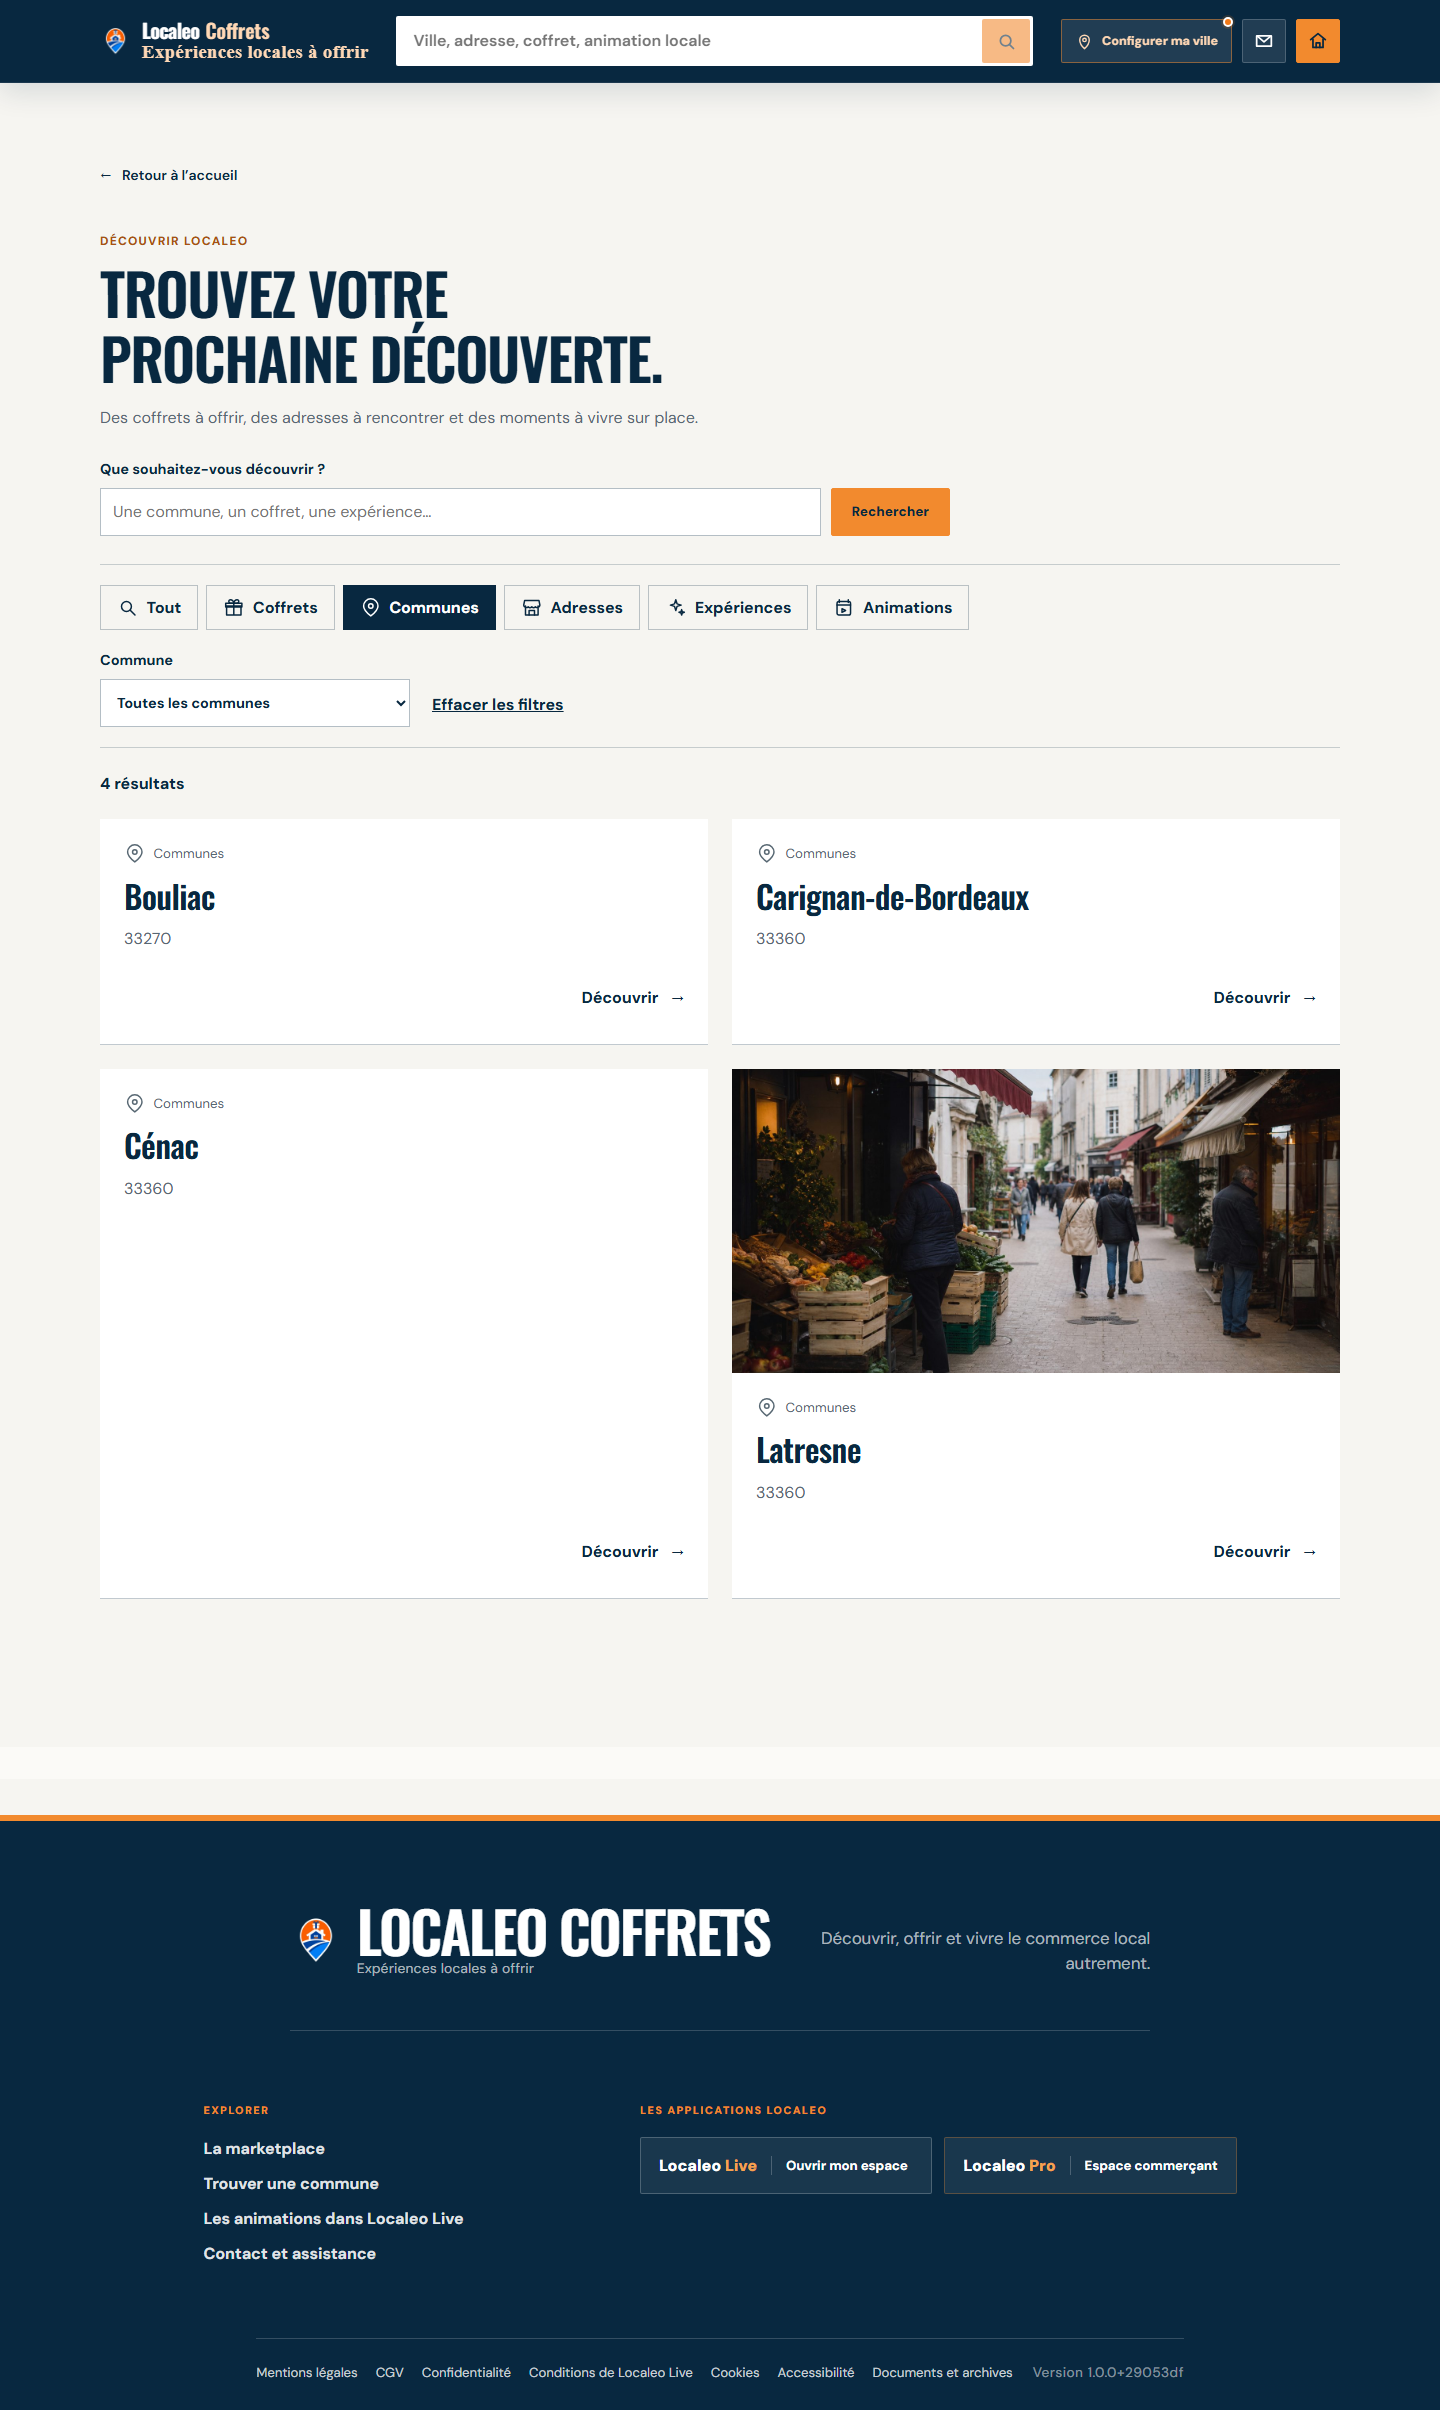 Localeo Coffrets
Expériences locales à offrir
Ville, adresse, coffret, animation locale
Configurer ma ville
← Retour à l’accueil
DÉCOUVRIR LOCALEO
TROUVEZ VOTRE
PROCHAINE DÉCOUVERTE.
Des coffrets à offrir, des adresses à rencontrer et des moments à vivre sur place.
Que souhaitez-vous découvrir ?
Une commune, un coffret, une expérience...
Rechercher
Tout
Coffrets
Communes
Adresses
Expériences
Animations
Commune
Toutes les communes
Effacer les filtres
4 résultats
Communes
Bouliac
33270
Découvrir →
Communes
Carignan-de-Bordeaux
33360
Découvrir →
Communes
Cénac
33360
Découvrir →
Communes
Latresne
33360
Découvrir →
LOCALEO COFFRETS
Expériences locales à offrir
Découvrir, offrir et vivre le commerce local
autrement.
EXPLORER
La marketplace
Trouver une commune
Les animations dans Localeo Live
Contact et assistance
LES APPLICATIONS LOCALEO
Localeo Live
Ouvrir mon espace
Localeo Pro
Espace commerçant
Mentions légales
CGV
Confidentialité
Conditions de Localeo Live
Cookies
Accessibilité
Documents et archives
Version 1.0.0+29053df